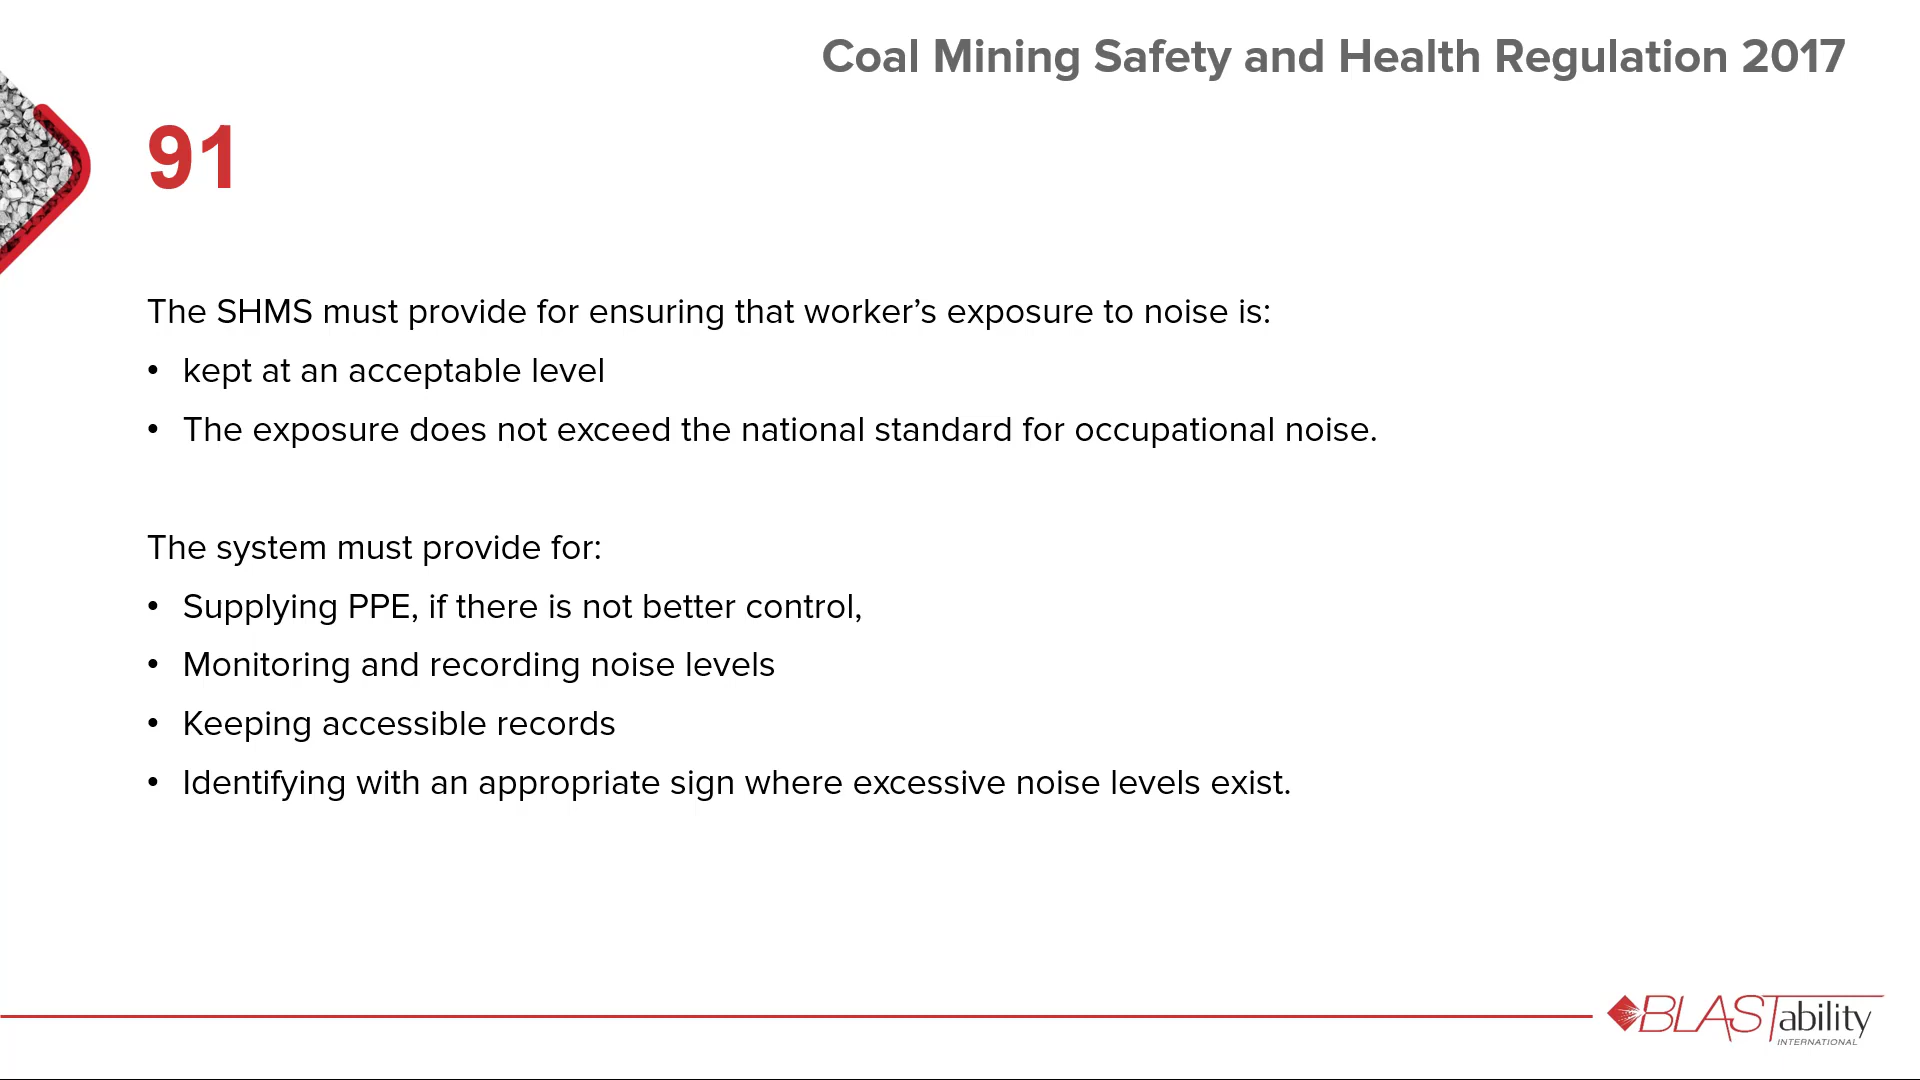 Coal Mining Safety and Health Regulation 2017
91
The SHMS must provide for ensuring that worker’s exposure to noise is:
• kept at an acceptable level
• The exposure does not exceed the national standard for occupational noise.
The system must provide for:
• Supplying PPE, if there is not better control,
• Monitoring and recording noise levels
• Keeping accessible records
• Identifying with an appropriate sign where excessive noise levels exist.
BLASTability
INTERNATIONAL